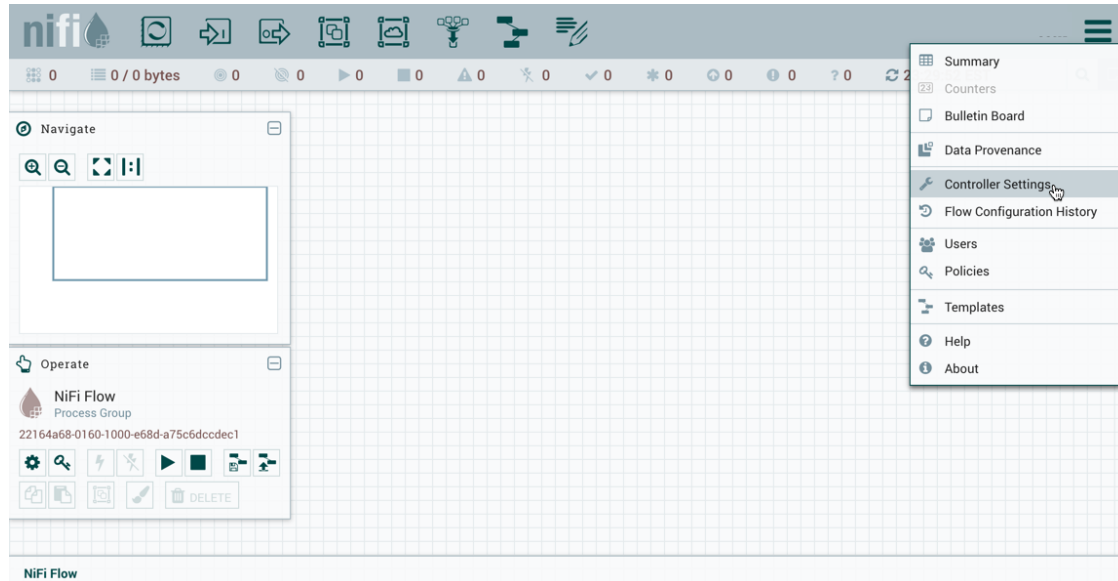 nifi
0 0 / 0 bytes 0 0 0 0 0 0 0 0 0 0 ? 0 2
Summary
Counters
Bulletin Board
Data Provenance
Controller Settings
Flow Configuration History
Users
Policies
Templates
Help
About
Navigate
Operate
NiFi Flow
Process Group
22164a68-0160-1000-e68d-a75c6dccdec1
DELETE
NiFi Flow